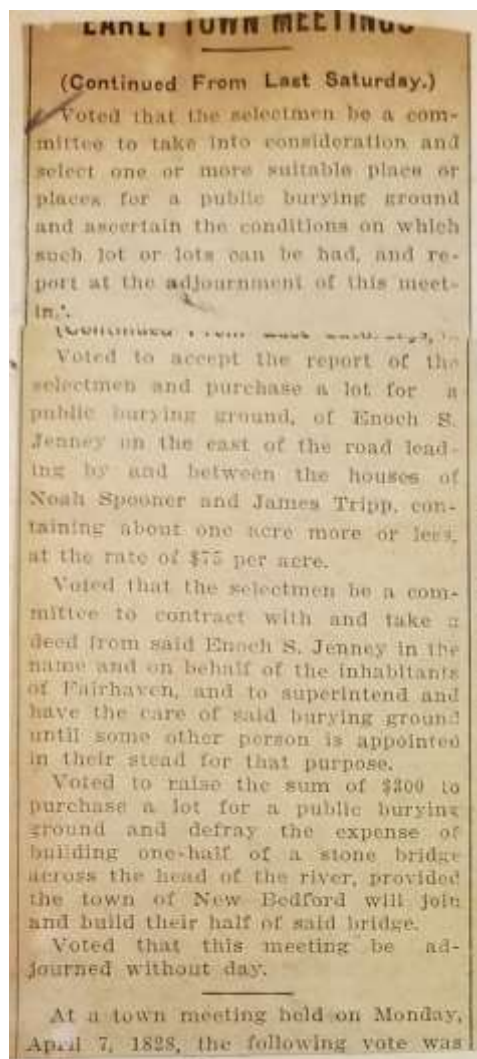 EARLY TOWN MEETINGS
(Continued From Last Saturday.)
Voted that the selectmen be a com-
mittee to take into consideration and
select one or more suitable place or
places for a public burying ground
and ascertain the conditions on which
such lot or lots can be had, and re-
port at the adjournment of this meet-
in.
(Continued From Last Saturday.)
Voted to accept the report of the
selectmen and purchase a lot for a
public burying ground, of Enoch S.
Jenney on the east of the road lead-
ing by and between the houses of
Noah Spooner and James Tripp, con-
taining about one acre more or less,
at the rate of $75 per acre.
Voted that the selectmen be a com-
mittee to contract with and take a
deed from said Enoch S. Jenney in the
name and on behalf of the inhabitants
of Fairhaven, and to superintend and
have the care of said burying ground
until some other person is appointed
in their stead for that purpose.
Voted to raise the sum of $300 to
purchase a lot for a public burying
ground and defray the expense of
building one-half of a stone bridge
across the head of the river, provided
the town of New Bedford will join
and build their half of said bridge.
Voted that this meeting be ad-
journed without day.
At a town meeting held on Monday,
April 7, 1828, the following vote was